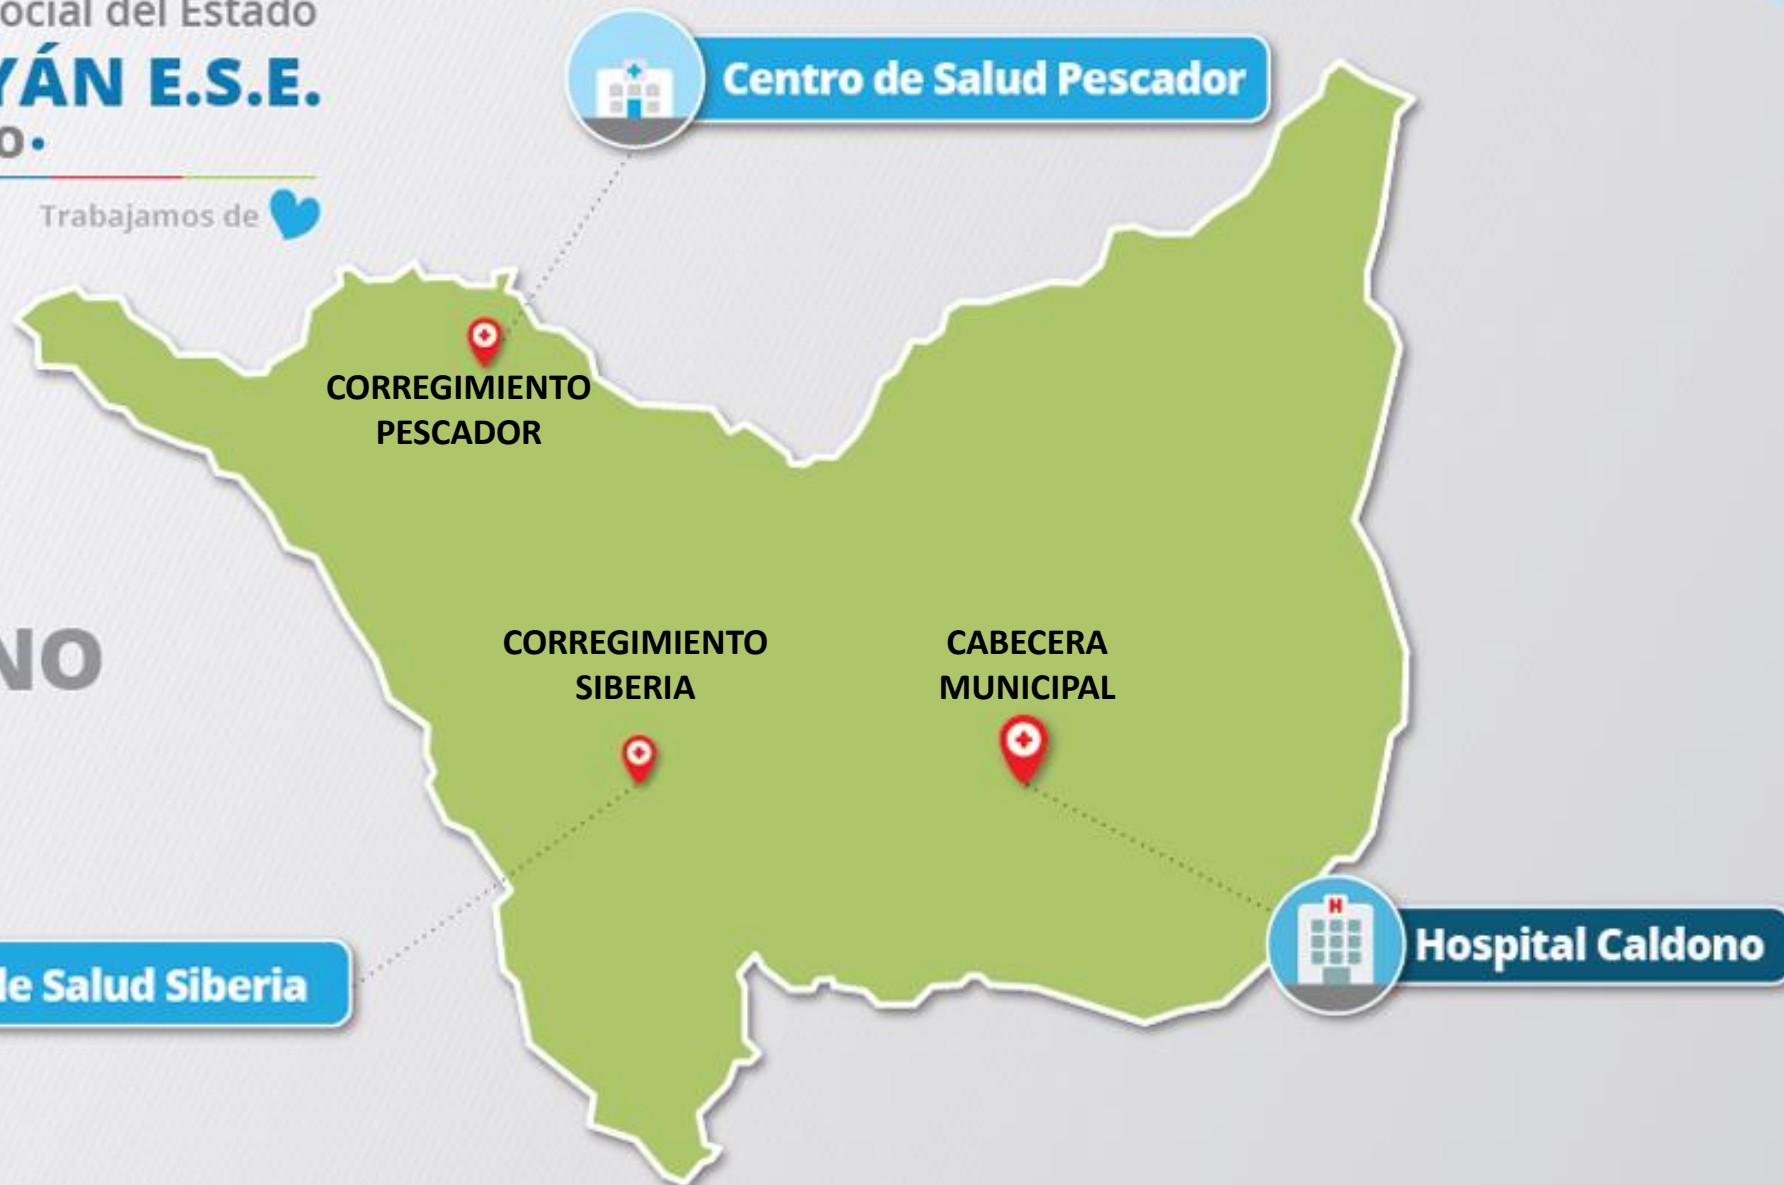 ocial del Estado
YÁN E.S.E.
O
Trabajamos de
Centro de Salud Pescador
CORREGIMIENTO
PESCADOR
NO
CORREGIMIENTO
SIBERIA
CABECERA
MUNICIPAL
de Salud Siberia
H
Hospital Caldono